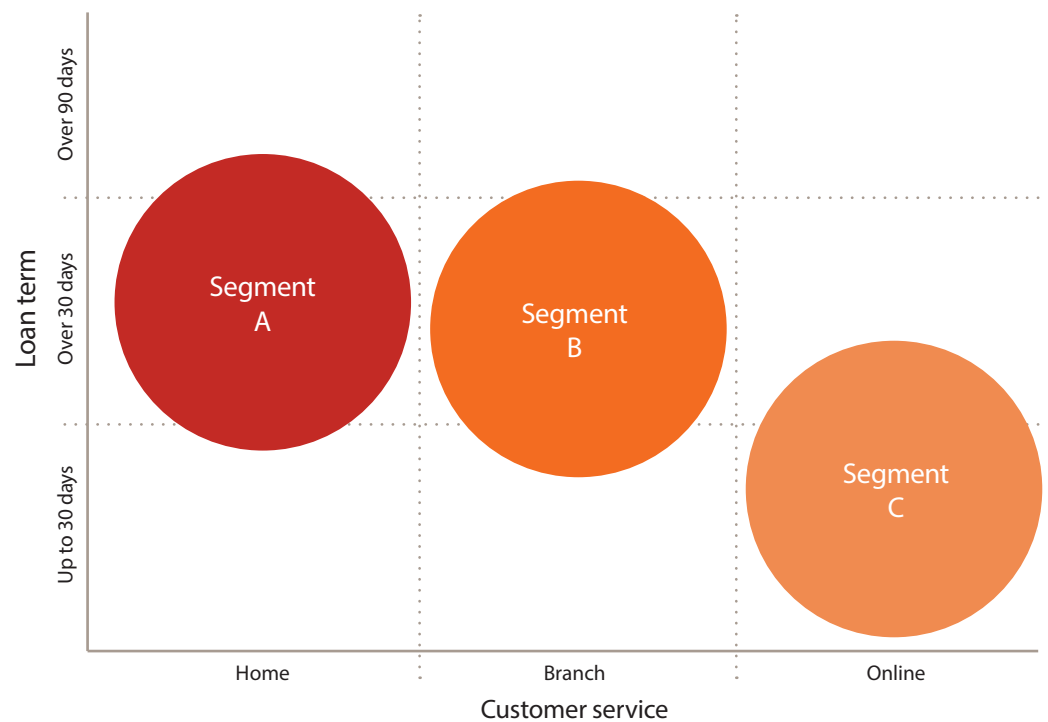 Loan term
Over 90 days
Over 30 days
Up to 30 days
Segment
A
Segment
B
Segment
C
Home
Branch
Online
Customer service